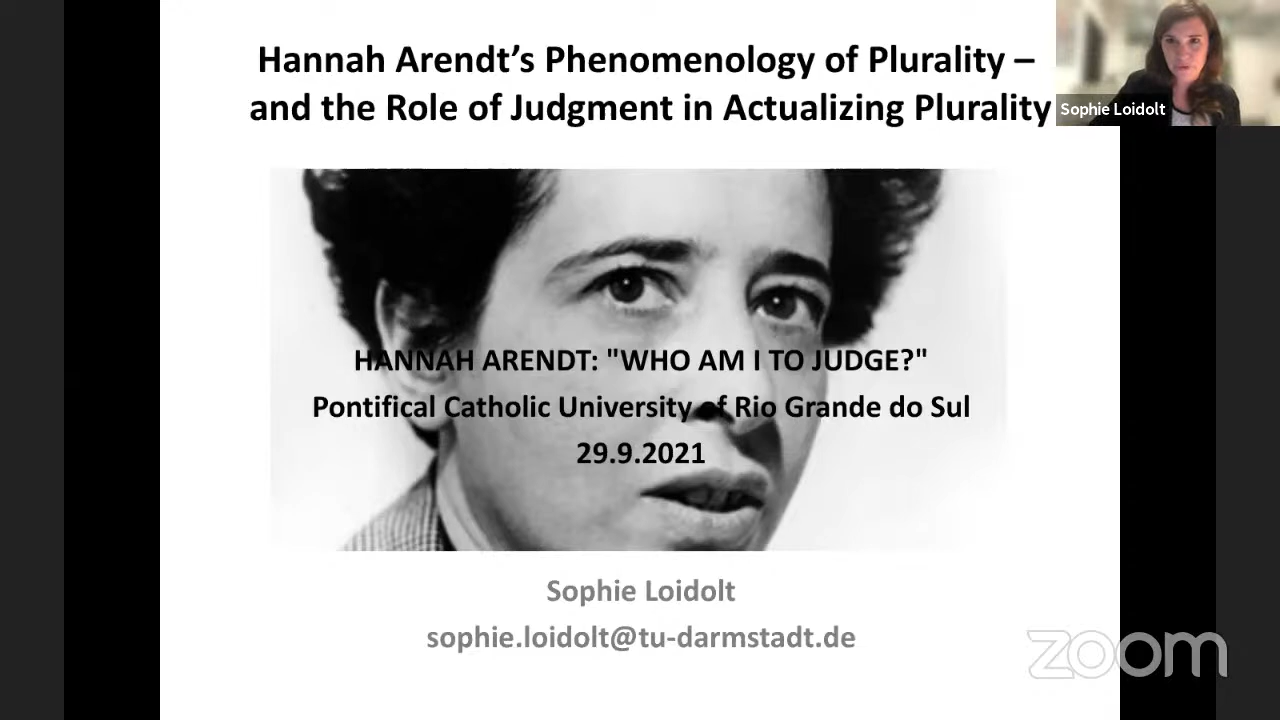 Hannah Arendt’s Phenomenology of Plurality –
and the Role of Judgment in Actualizing Plurality
Sophie Loidolt
HANNAH ARENDT: "WHO AM I TO JUDGE?"
Pontifical Catholic University of Rio Grande do Sul
29.9.2021
Sophie Loidolt
sophie.loidolt@tu-darmstadt.de
zoom